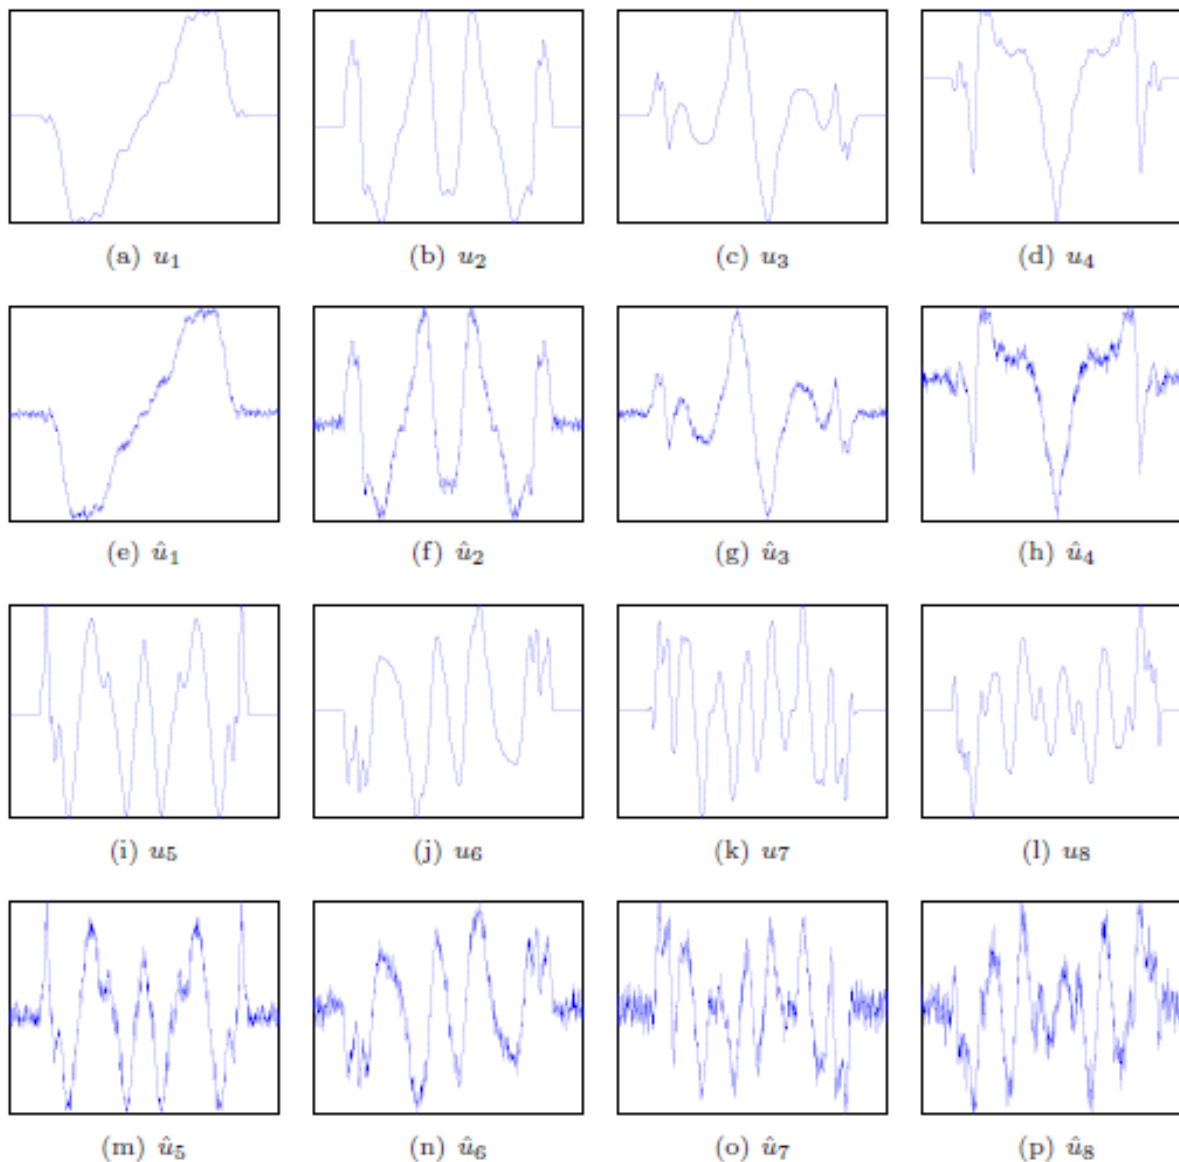 (a) u₁ (b) u₂ (c) u₃ (d) u₄
(e) û₁ (f) û₂ (g) û₃ (h) û₄
(i) u₅ (j) u₆ (k) u₇ (l) u₈
(m) û₅ (n) û₆ (o) û₇ (p) û₈